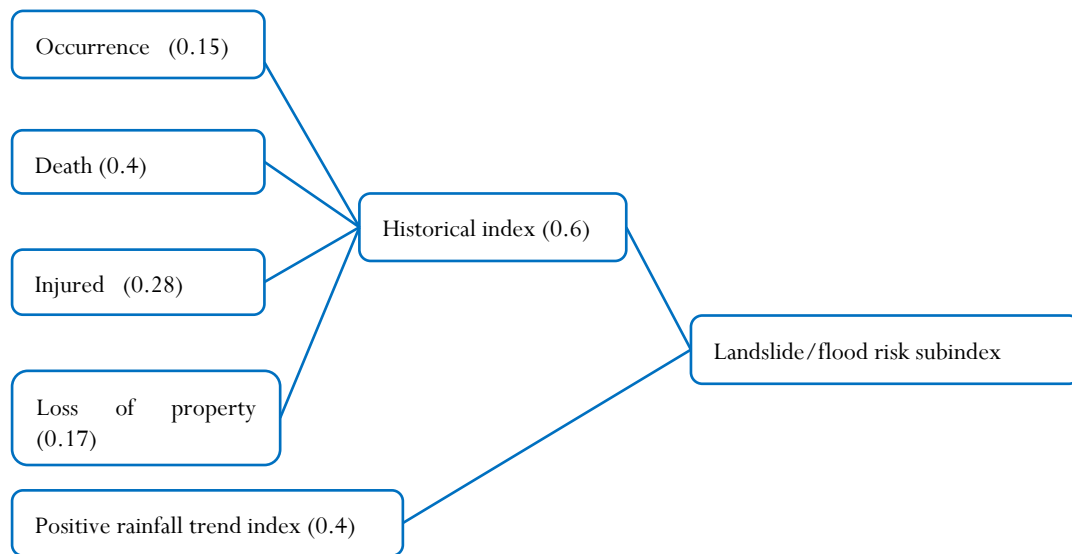 Occurrence (0.15)
Death (0.4)
Injured (0.28)
Loss of property
(0.17)
Positive rainfall trend index (0.4)
Historical index (0.6)
Landslide/flood risk subindex